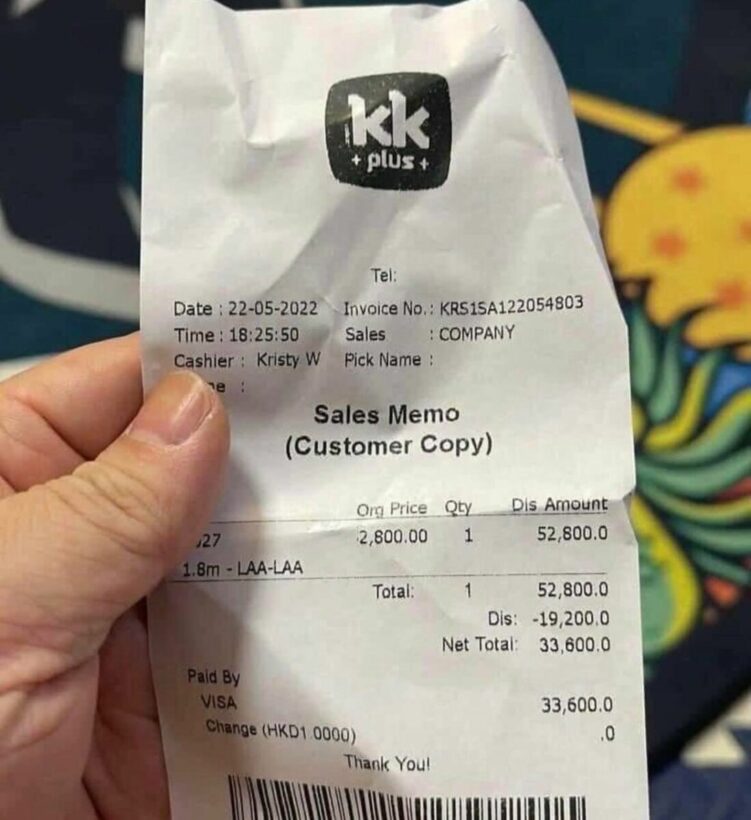 kk
+ plus +
Tel:
Date : 22-05-2022 Invoice No. : KRS1SA122054803
Time : 18:25:50 Sales : COMPANY
Cashier : Kristy W Pick Name :
:
Sales Memo
(Customer Copy)
Org Price Qty Dis Amount
27 2,800.00 1 52,800.0
1.8m - LAA-LAA
Total: 1 52,800.0
Dis: -19,200.0
Net Total: 33,600.0
Paid By
VISA 33,600.0
Change (HKD1.0000) .0
Thank You!